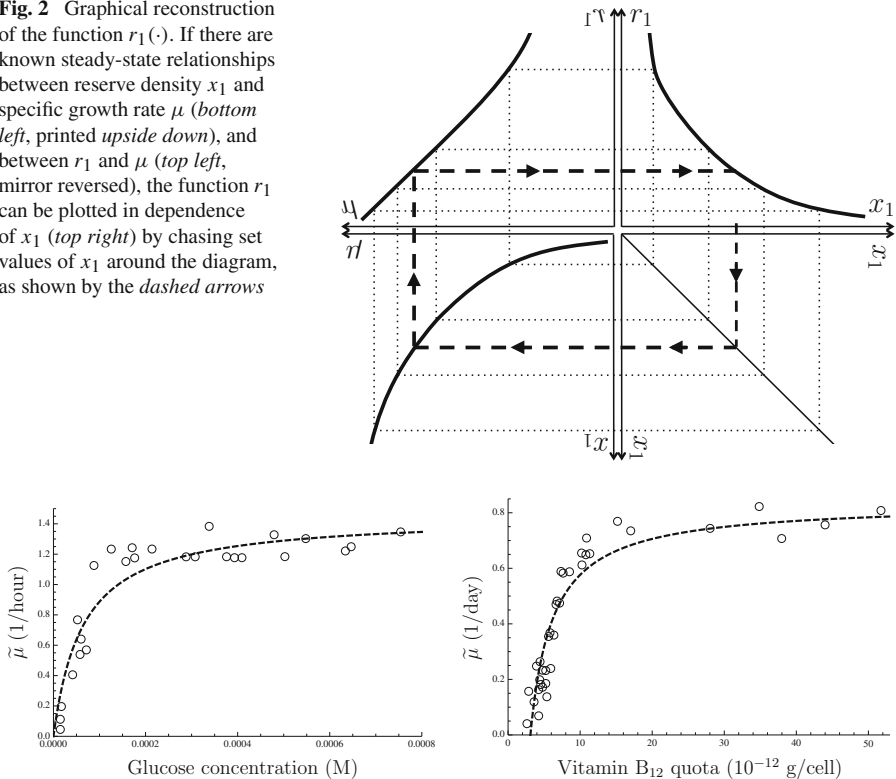 Fig. 2 Graphical reconstruction
of the function r1(·). If there are
known steady-state relationships
between reserve density x1 and
specific growth rate μ (bottom
left, printed upside down), and
between r1 and μ (top left,
mirror reversed), the function r1
can be plotted in dependence
of x1 (top right) by chasing set
values of x1 around the diagram,
as shown by the dashed arrows
r1 r1
μ x1
μ x1
x1 x1
1.4
1.2
1.0
0.8
0.6
0.4
0.2
0.0
μ̃ (1/hour)
0.0000 0.0002 0.0004 0.0006 0.0008
Glucose concentration (M)
0.8
0.6
0.4
0.2
0.0
μ̃ (1/day)
0 10 20 30 40 50
Vitamin B12 quota (10−12 g/cell)